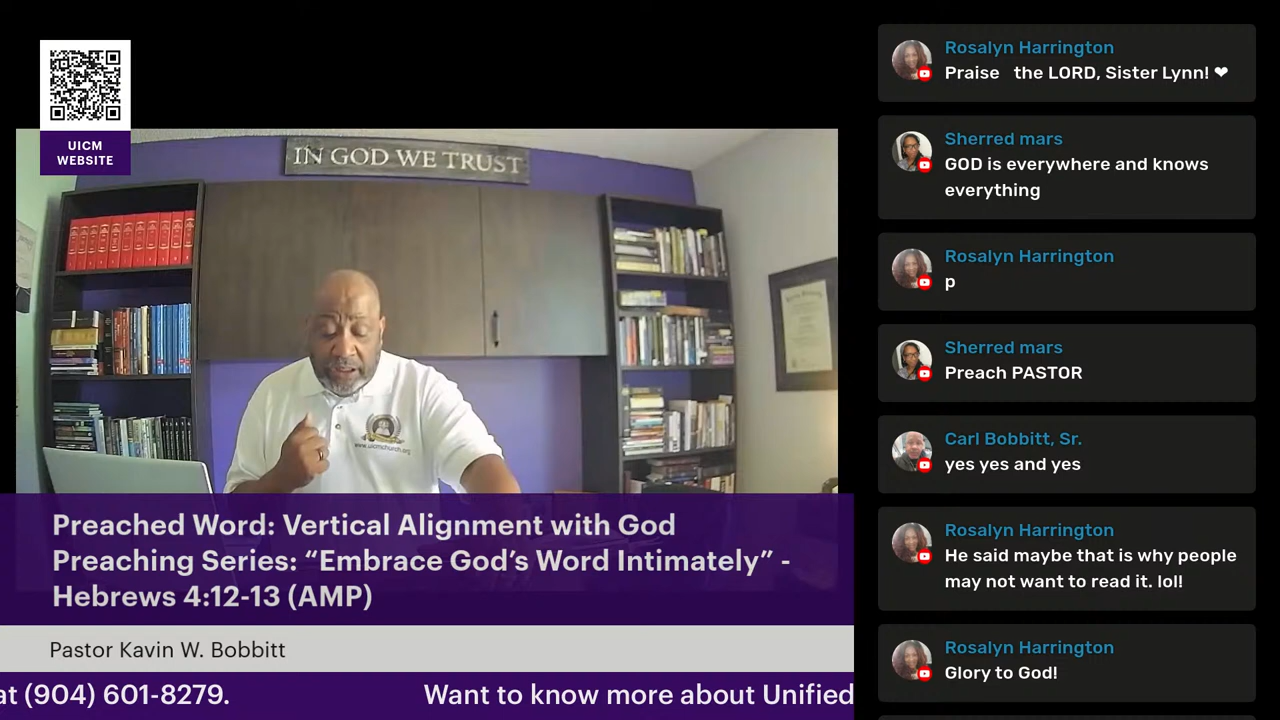 UICM
WEBSITE
IN GOD WE TRUST
www.uicmchurch.org
Preached Word: Vertical Alignment with God
Preaching Series: “Embrace God’s Word Intimately” -
Hebrews 4:12-13 (AMP)
Pastor Kavin W. Bobbitt
at (904) 601-8279.
Want to know more about Unified
Rosalyn Harrington
Praise the LORD, Sister Lynn! ❤
Sherred mars
GOD is everywhere and knows
everything
Rosalyn Harrington
p
Sherred mars
Preach PASTOR
Carl Bobbitt, Sr.
yes yes and yes
Rosalyn Harrington
He said maybe that is why people
may not want to read it. lol!
Rosalyn Harrington
Glory to God!